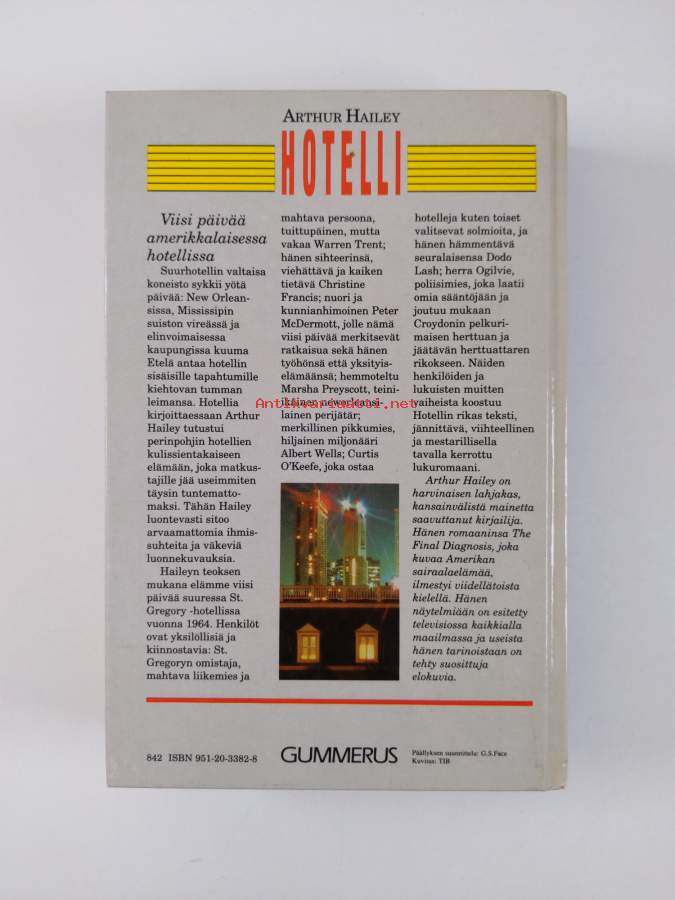 ARTHUR HAILEY
HOTELLI
Viisi päivää
amerikkalaisessa
hotellissa
Suurhotellin valtaisa
koneisto sykkii yötä
päivää: New Orlean-
sissa, Mississipin
suiston vireässä ja
elinvoimaisessa
kaupungissa kuuma
Etelä antaa hotellin
sisäisille tapahtumille
kiehtovan tumman
leimansa. Hotellia
kirjoittaessaan Arthur
Hailey tutustui
perinpohjin hotellien
kulissientakaiseen
elämään, joka matkus-
tajille jää useimmiten
täysin tuntematto-
maksi. Tähän Hailey
luontevasti sitoo
arvaamattomia ihmis-
suhteita ja väkeviä
luonnekuvauksia.
Haileyn teoksen
mukana elämme viisi
päivää suuressa St.
Gregory -hotellissa
vuonna 1964. Henkilöt
ovat yksilöllisiä ja
kiinnostavia: St.
Gregoryn omistaja,
mahtava liikemies ja
mahtava persoona,
tuittupäinen, mutta
vakaa Warren Trent;
hänen sihteerinsä,
viehättävä ja kaiken
tietävä Christine
Francis; nuori ja
kunnianhimoinen Peter
McDermott, jolle nämä
viisi päivää merkitsevät
ratkaisua sekä hänen
työhönsä että yksityis-
elämäänsä; hemmoteltu
Marsha Preyscott, teini-
ikäinen neworleansi-
lainen perijätär;
merkillinen pikkumies,
hiljainen miljonääri
Albert Wells; Curtis
O'Keefe, joka ostaa
hotelleja kuten toiset
valitsevat solmioita, ja
hänen hämmentävä
seuralaisensa Dodo
Lash; herra Ogilvie,
poliisimies, joka laatii
omia sääntöjään ja
joutuu mukaan
Croydonin pelkuri-
maisen herttuan ja
jäätävän herttuattaren
rikokseen. Näiden
henkilöiden ja
lukuisten muitten
vaiheista koostuu
Hotellin rikas teksti,
jännittävä, viihteellinen
ja mestarillisella
tavalla kerrottu
lukuromaani.
Arthur Hailey on
harvinaisen lahjakas,
kansainvälistä mainetta
saavuttanut kirjailija.
Hänen romaaninsa The
Final Diagnosis, joka
kuvaa Amerikan
sairaalaelämää,
ilmestyi viidellätoista
kielellä. Hänen
näytelmiään on esitetty
televisiossa kaikkialla
maailmassa ja useista
hänen tarinoistaan on
tehty suosittuja
elokuvia.
Antikvariaatti.net
842 ISBN 951-20-3382-8
GUMMERUS
Päällyksen suunnittelu: G.S.Face
Kuvitus: TIB